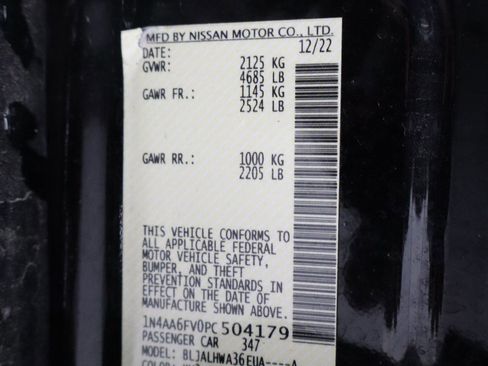 MFD BY NISSAN MOTOR CO., LTD.
DATE: 12/22
GVWR: 2125 KG
4685 LB
GAWR FR.: 1145 KG
2524 LB
GAWR RR.: 1000 KG
2205 LB
THIS VEHICLE CONFORMS TO
ALL APPLICABLE FEDERAL
MOTOR VEHICLE SAFETY,
BUMPER, AND THEFT
PREVENTION STANDARDS IN
EFFECT ON THE DATE OF
MANUFACTURE SHOWN ABOVE.
1N4AA6FV0PC504179
PASSENGER CAR 347
MODEL: BLJALHWA36EUA----A